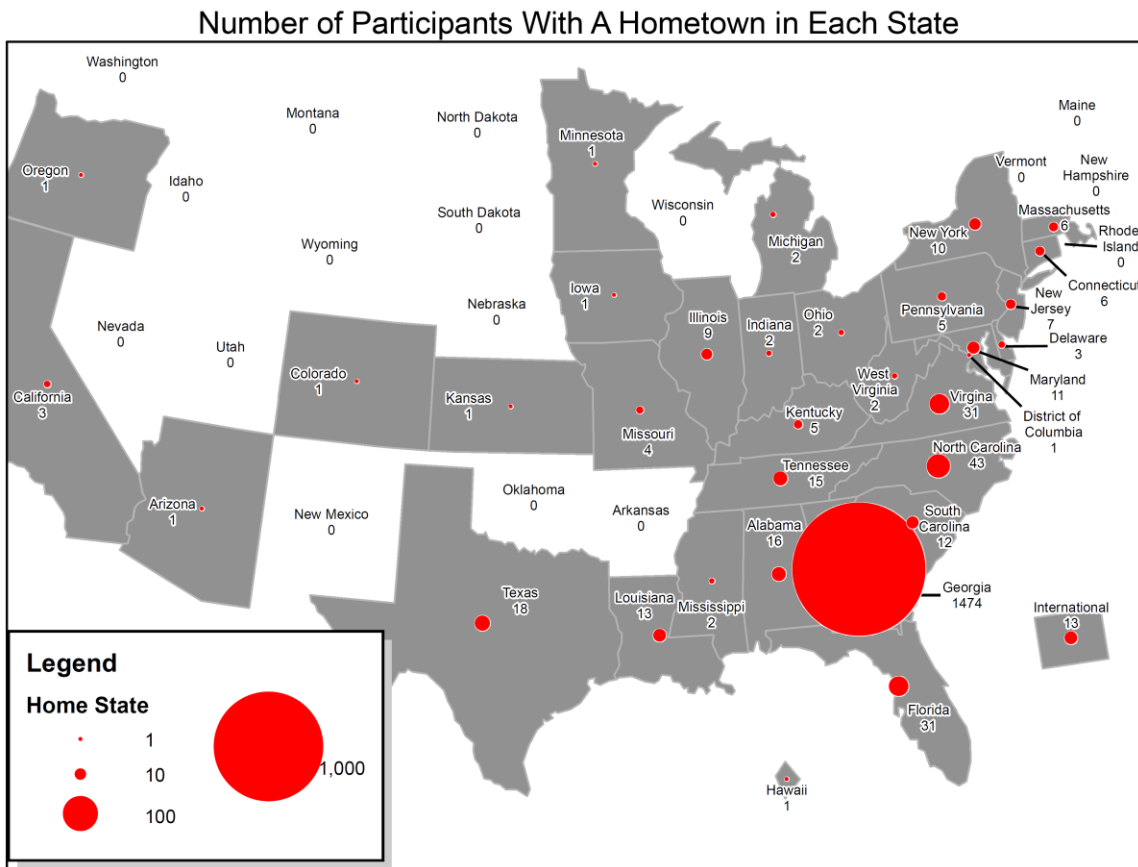 Number of Participants With A Hometown in Each State
Washington
0
Montana
0
North Dakota
0
Minnesota
1
Maine
0
Oregon
1
Idaho
0
Wyoming
0
South Dakota
0
Wisconsin
0
Michigan
2
New York
10
Vermont
0
New
Hampshire
0
Massachusetts
6
Rhode
Island
0
Connecticut
6
Nevada
0
Utah
0
Nebraska
0
Iowa
1
Illinois
9
Indiana
2
Ohio
2
Pennsylvania
5
New
Jersey
7
Delaware
3
Maryland
11
District of
Columbia
1
California
3
Colorado
1
Kansas
1
Missouri
4
Kentucky
5
West
Virginia
2
Virgina
31
Arizona
1
New Mexico
0
Oklahoma
0
Arkansas
0
Tennessee
15
North Carolina
43
South
Carolina
12
Texas
18
Louisiana
13
Mississippi
2
Alabama
16
Georgia
1474
International
13
Florida
31
Hawaii
1
Legend
Home State
1
10
100
1,000